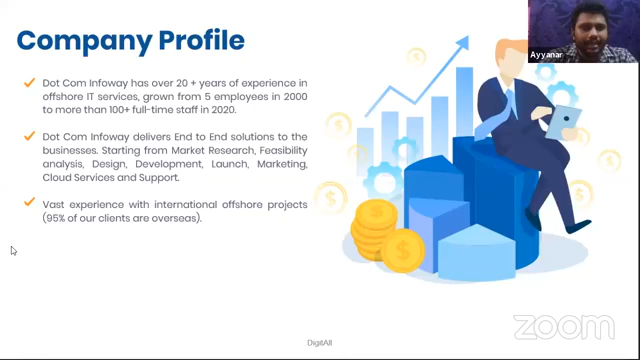 Ayyanar
Company Profile
Dot Com Infoway has over 20 + years of experience in
offshore IT services, grown from 5 employees in 2000
to more than 100+ full-time staff in 2020.
Dot Com Infoway delivers End to End solutions to the
businesses. Starting from Market Research, Feasibility
analysis, Design, Development, Launch, Marketing,
Cloud Services and Support.
Vast experience with international offshore projects
(95% of our clients are overseas).
DigitAll
zoom